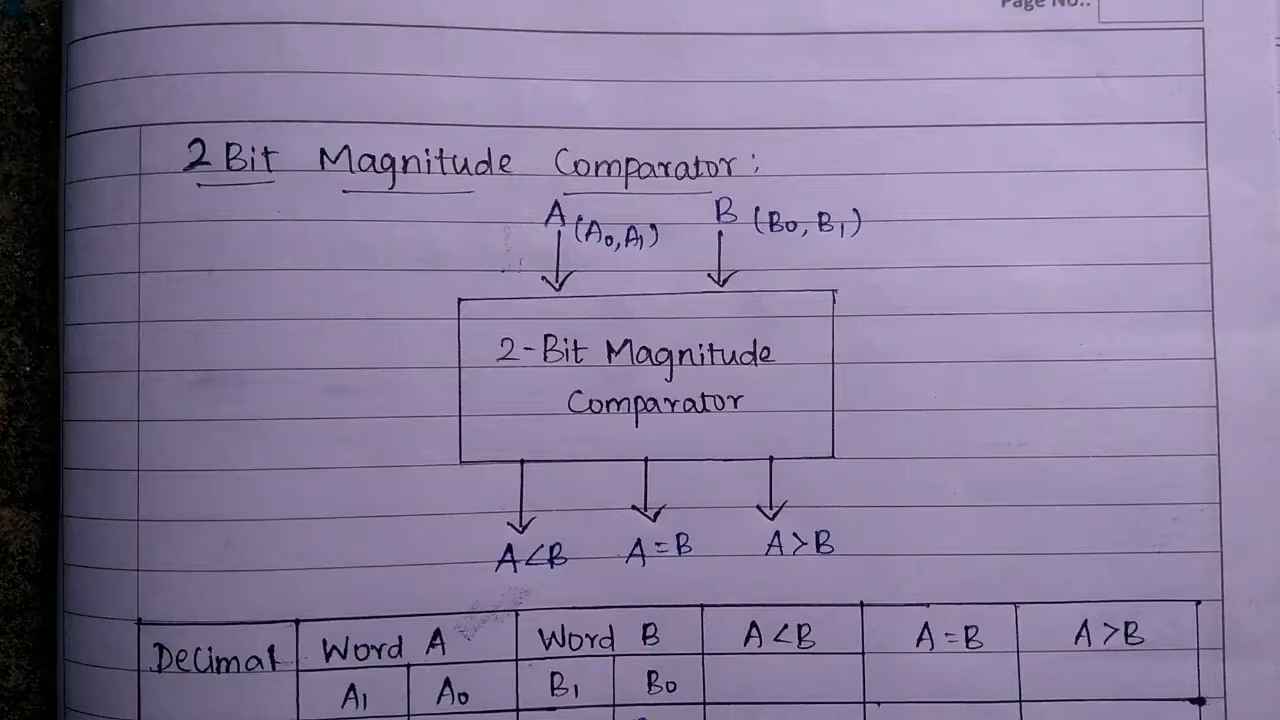 Page No.:
2 Bit Magnitude Comparator:
A (A₀, A₁) B (B₀, B₁)
2-Bit Magnitude
Comparator
A<B A=B A>B
Decimal Word A Word B A<B A=B A>B
A₁ A₀ B₁ B₀